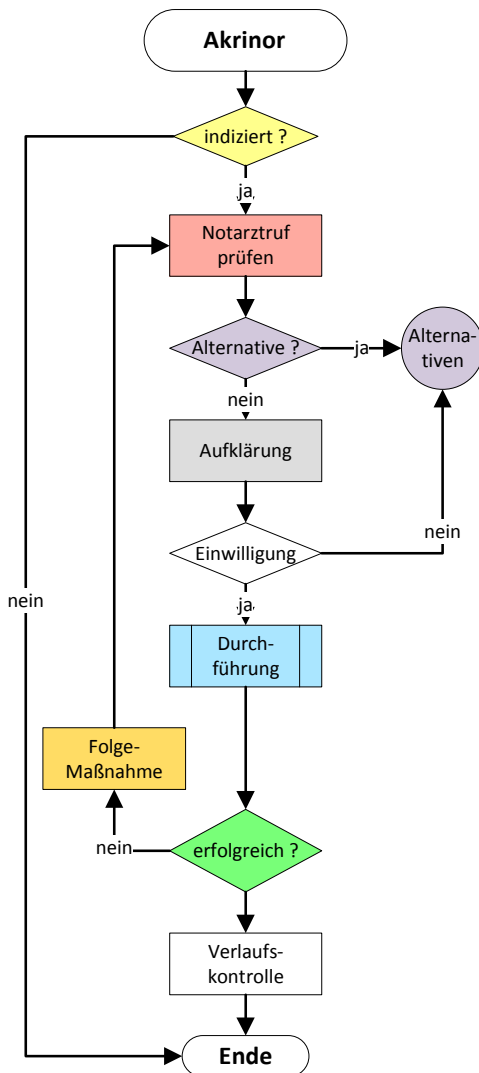 Akrinor
indiziert ?
ja
Notarztruf
prüfen
Alternative ?
ja
Alterna-
tiven
nein
Aufklärung
Einwilligung
nein
ja
nein
Durch-
führung
Folge-
Maßnahme
nein
erfolgreich ?
Verlaufs-
kontrolle
Ende